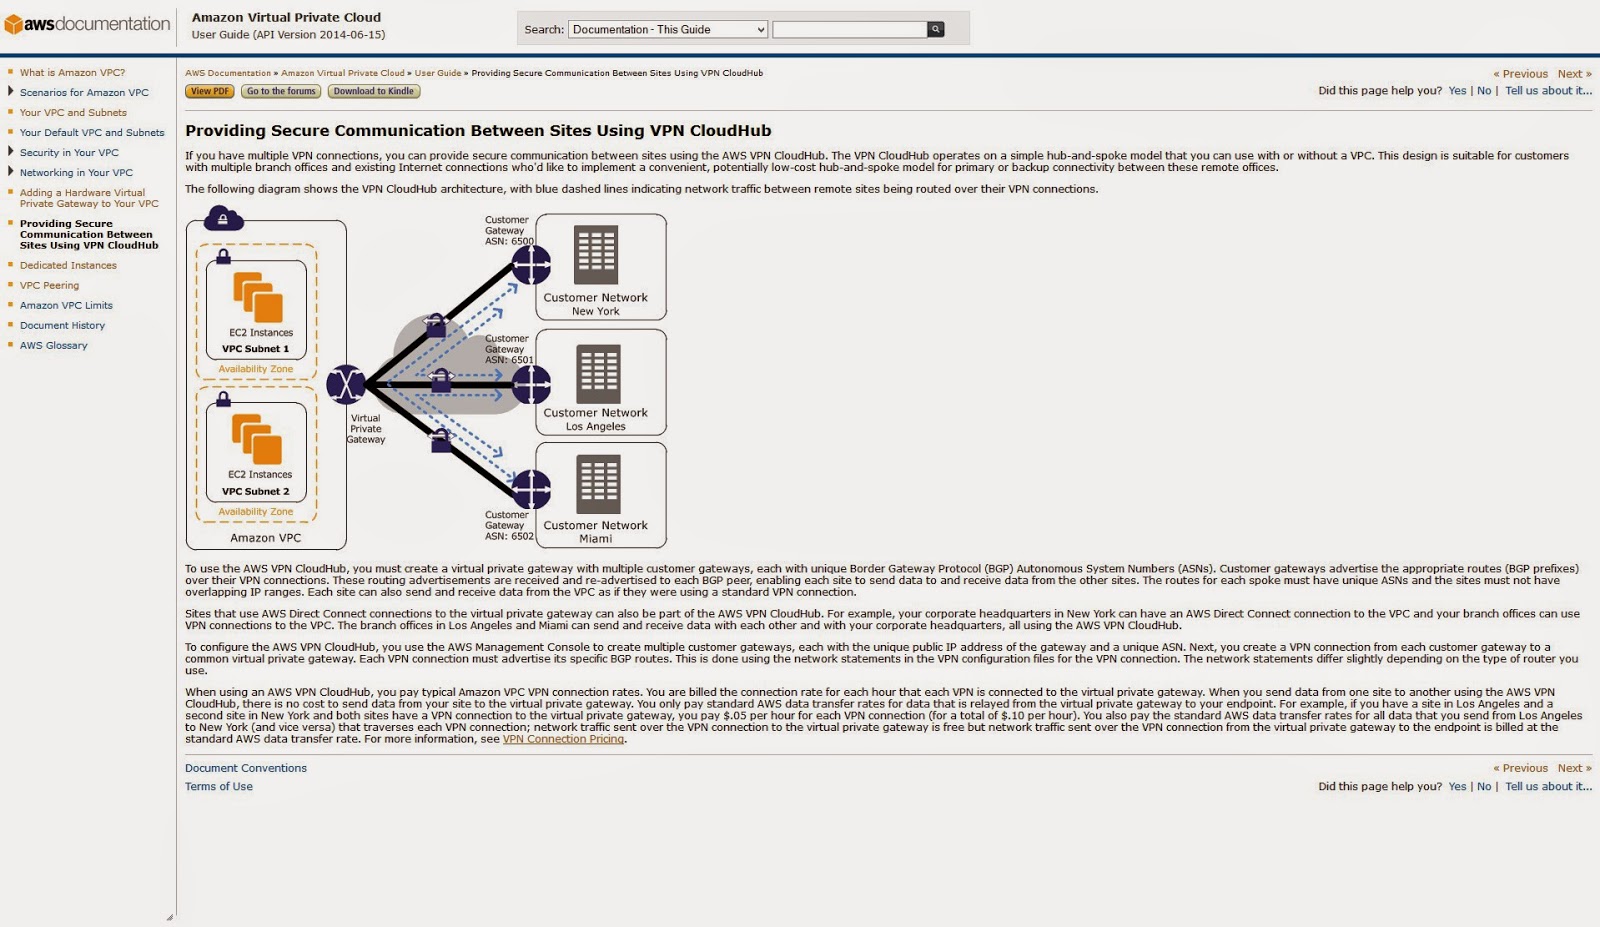 awsdocumentation
Amazon Virtual Private Cloud
User Guide (API Version 2014-06-15)
Search: Documentation - This Guide
What is Amazon VPC?
Scenarios for Amazon VPC
Your VPC and Subnets
Your Default VPC and Subnets
Security in Your VPC
Networking in Your VPC
Adding a Hardware Virtual
Private Gateway to Your VPC
Providing Secure
Communication Between
Sites Using VPN CloudHub
Dedicated Instances
VPC Peering
Amazon VPC Limits
Document History
AWS Glossary
AWS Documentation » Amazon Virtual Private Cloud » User Guide » Providing Secure Communication Between Sites Using VPN CloudHub
« Previous Next »
View PDF Go to the forums Download to Kindle
Did this page help you? Yes | No | Tell us about it...
Providing Secure Communication Between Sites Using VPN CloudHub
If you have multiple VPN connections, you can provide secure communication between sites using the AWS VPN CloudHub. The VPN CloudHub operates on a simple hub-and-spoke model that you can use with or without a VPC. This design is suitable for customers
with multiple branch offices and existing Internet connections who'd like to implement a convenient, potentially low-cost hub-and-spoke model for primary or backup connectivity between these remote offices.
The following diagram shows the VPN CloudHub architecture, with blue dashed lines indicating network traffic between remote sites being routed over their VPN connections.
EC2 Instances
VPC Subnet 1
Availability Zone
EC2 Instances
VPC Subnet 2
Availability Zone
Amazon VPC
Virtual
Private
Gateway
Customer
Gateway
ASN: 6500
Customer Network
New York
Customer
Gateway
ASN: 6501
Customer Network
Los Angeles
Customer
Gateway
ASN: 6502
Customer Network
Miami
To use the AWS VPN CloudHub, you must create a virtual private gateway with multiple customer gateways, each with unique Border Gateway Protocol (BGP) Autonomous System Numbers (ASNs). Customer gateways advertise the appropriate routes (BGP prefixes)
over their VPN connections. These routing advertisements are received and re-advertised to each BGP peer, enabling each site to send data to and receive data from the other sites. The routes for each spoke must have unique ASNs and the sites must not have
overlapping IP ranges. Each site can also send and receive data from the VPC as if they were using a standard VPN connection.
Sites that use AWS Direct Connect connections to the virtual private gateway can also be part of the AWS VPN CloudHub. For example, your corporate headquarters in New York can have an AWS Direct Connect connection to the VPC and your branch offices can use
VPN connections to the VPC. The branch offices in Los Angeles and Miami can send and receive data with each other and with your corporate headquarters, all using the AWS VPN CloudHub.
To configure the AWS VPN CloudHub, you use the AWS Management Console to create multiple customer gateways, each with the unique public IP address of the gateway and a unique ASN. Next, you create a VPN connection from each customer gateway to a
common virtual private gateway. Each VPN connection must advertise its specific BGP routes. This is done using the network statements in the VPN configuration files for the VPN connection. The network statements differ slightly depending on the type of router you
use.
When using an AWS VPN CloudHub, you pay typical Amazon VPC VPN connection rates. You are billed the connection rate for each hour that each VPN is connected to the virtual private gateway. When you send data from one site to another using the AWS VPN
CloudHub, there is no cost to send data from your site to the virtual private gateway. You only pay standard AWS data transfer rates for data that is relayed from the virtual private gateway to your endpoint. For example, if you have a site in Los Angeles and a
second site in New York and both sites have a VPN connection to the virtual private gateway, you pay $.05 per hour for each VPN connection (for a total of $.10 per hour). You also pay the standard AWS data transfer rates for all data that you send from Los Angeles
to New York (and vice versa) that traverses each VPN connection; network traffic sent over the VPN connection to the virtual private gateway is free but network traffic sent over the VPN connection from the virtual private gateway to the endpoint is billed at the
standard AWS data transfer rate. For more information, see VPN Connection Pricing.
Document Conventions
« Previous Next »
Terms of Use
Did this page help you? Yes | No | Tell us about it...